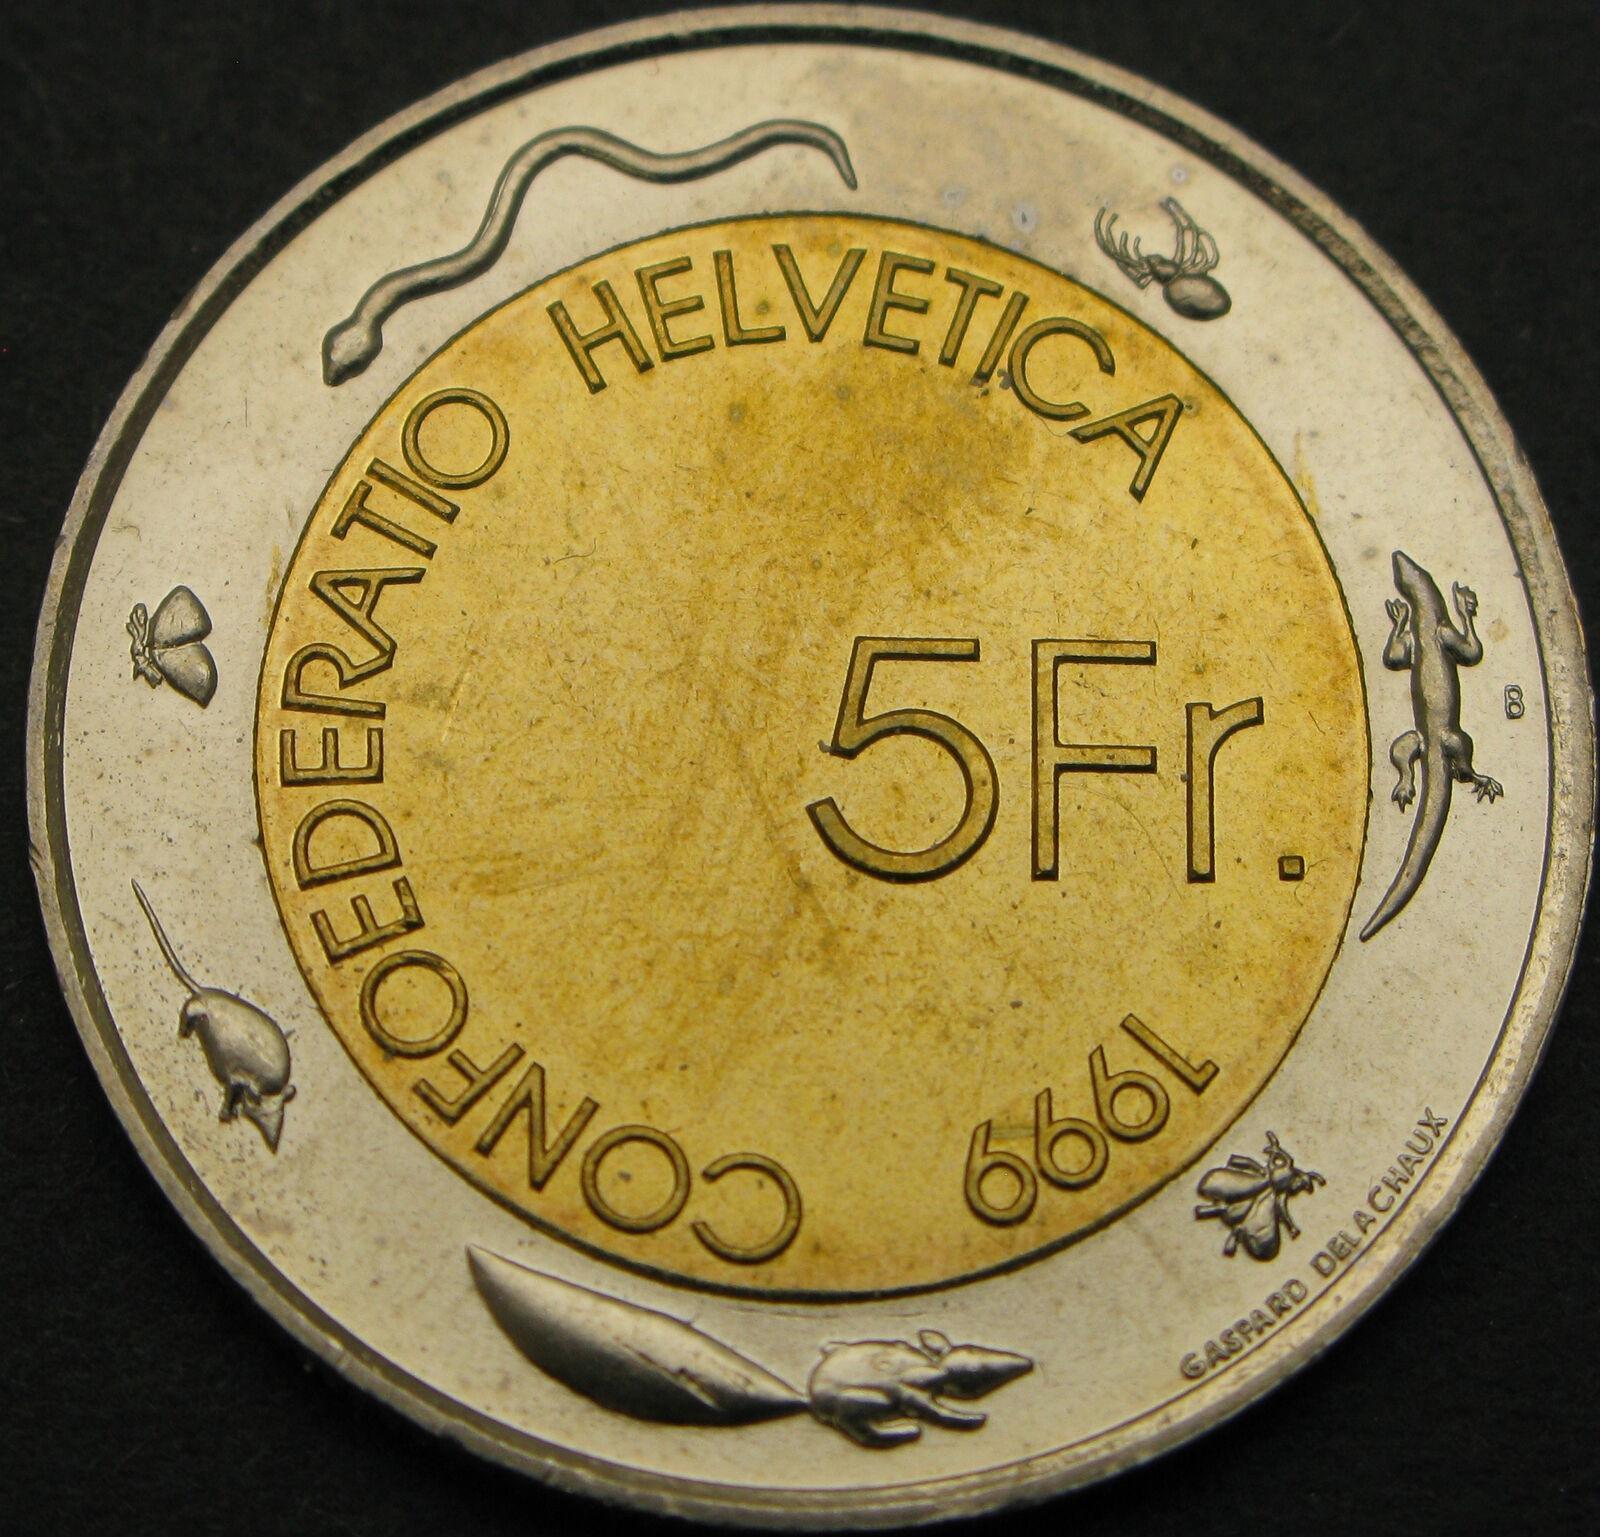 CONFOEDERATIO HELVETICA
5Fr.
1999
B
GASPARD DELACHAUX